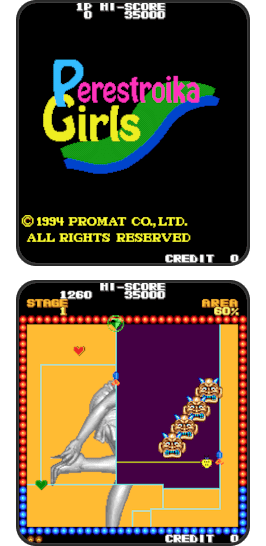 1P HI-SCORE
0 35000
Perestroika
Girls
© 1994 PROMAT CO., LTD.
ALL RIGHTS RESERVED
CREDIT 0
HI-SCORE
1260 35000
STAGE AREA
1 60%
CREDIT 0